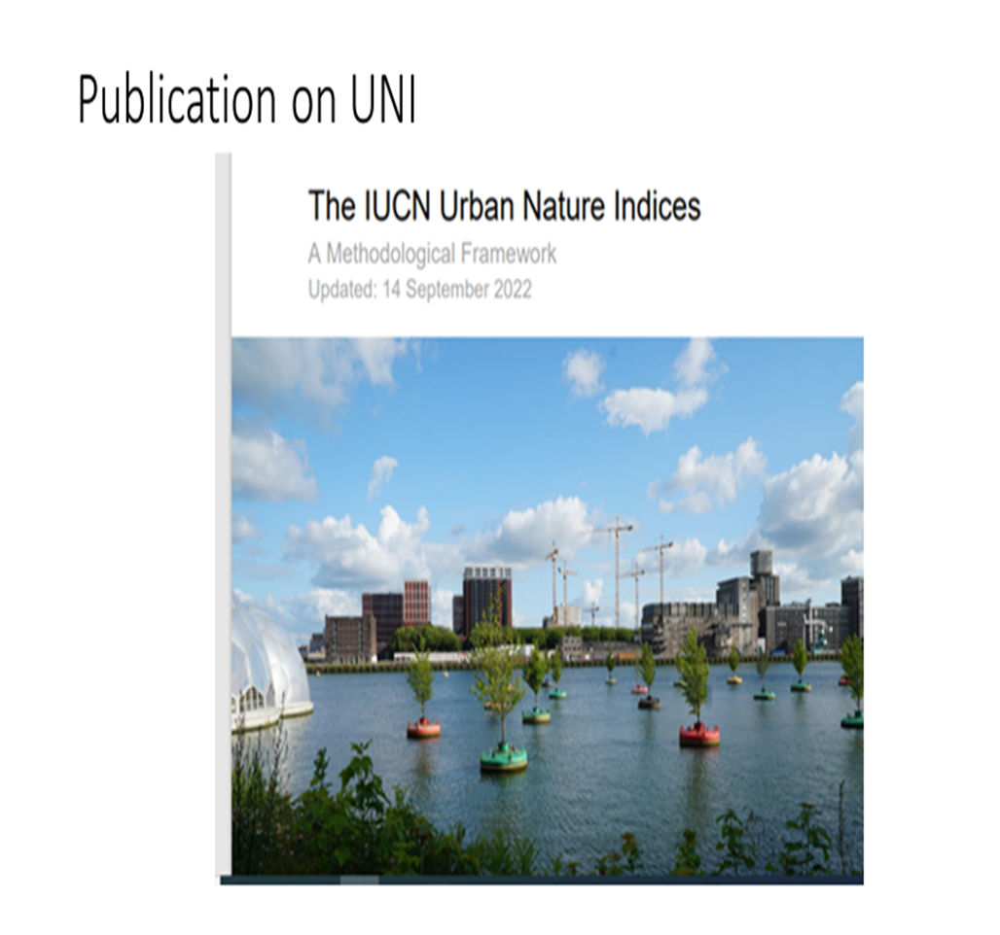 Publication on UNI
The IUCN Urban Nature Indices
A Methodological Framework
Updated: 14 September 2022